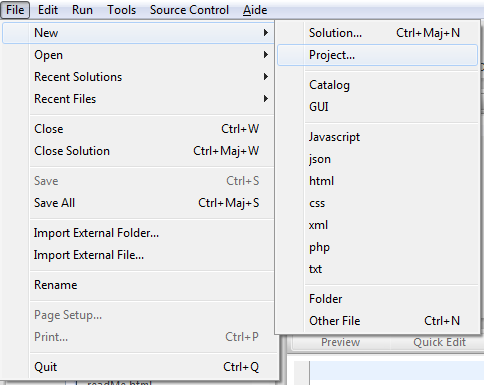 File Edit Run Tools Source Control Aide
New
Open
Recent Solutions
Recent Files
Close Ctrl+W
Close Solution Ctrl+Maj+W
Save Ctrl+S
Save All Ctrl+Maj+S
Import External Folder...
Import External File...
Rename
Page Setup...
Print... Ctrl+P
Quit Ctrl+Q
Solution... Ctrl+Maj+N
Project...
Catalog
GUI
Javascript
json
html
css
xml
php
txt
Folder
Other File Ctrl+N
Preview Quick Edit
readMe.html